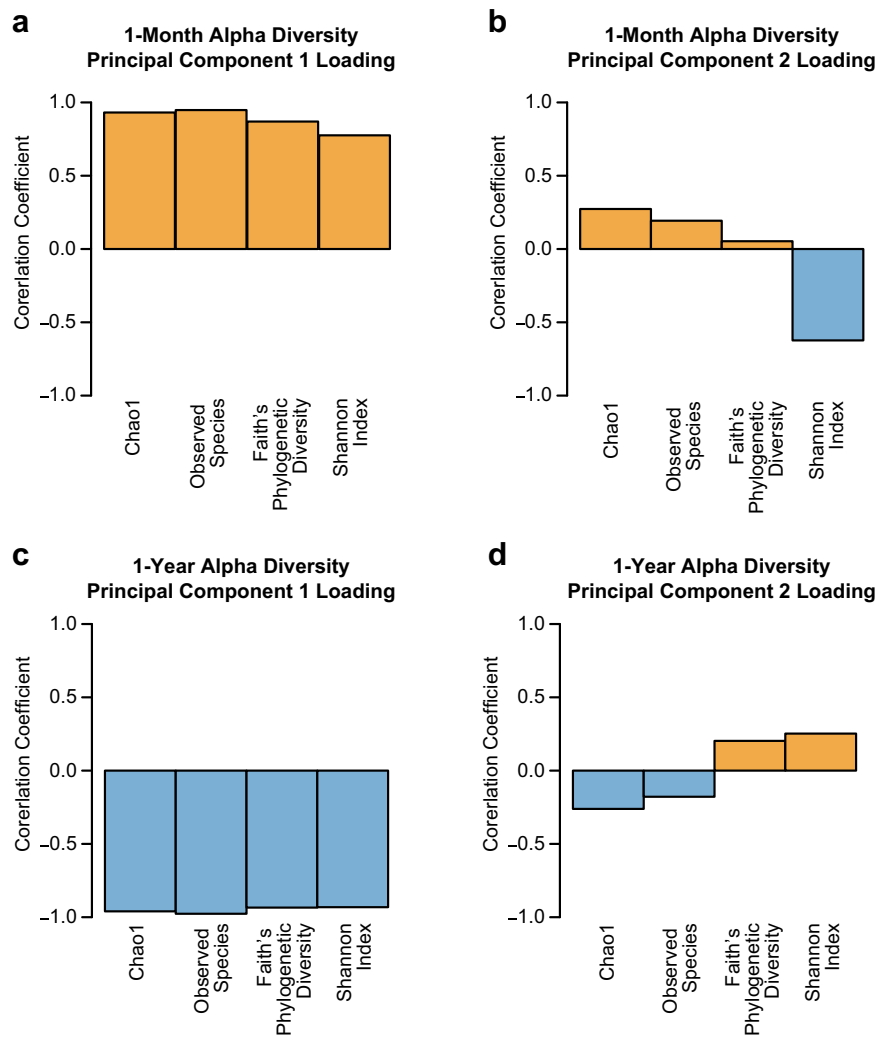 a
1-Month Alpha Diversity
Principal Component 1 Loading
Corerlation Coefficient
1.0
0.5
0.0
−0.5
−1.0
Chao1
Observed
Species
Faith's
Phylogenetic
Diversity
Shannon
Index
b
1-Month Alpha Diversity
Principal Component 2 Loading
Corerlation Coefficient
1.0
0.5
0.0
−0.5
−1.0
Chao1
Observed
Species
Faith's
Phylogenetic
Diversity
Shannon
Index
c
1-Year Alpha Diversity
Principal Component 1 Loading
Corerlation Coefficient
1.0
0.5
0.0
−0.5
−1.0
Chao1
Observed
Species
Faith's
Phylogenetic
Diversity
Shannon
Index
d
1-Year Alpha Diversity
Principal Component 2 Loading
Corerlation Coefficient
1.0
0.5
0.0
−0.5
−1.0
Chao1
Observed
Species
Faith's
Phylogenetic
Diversity
Shannon
Index